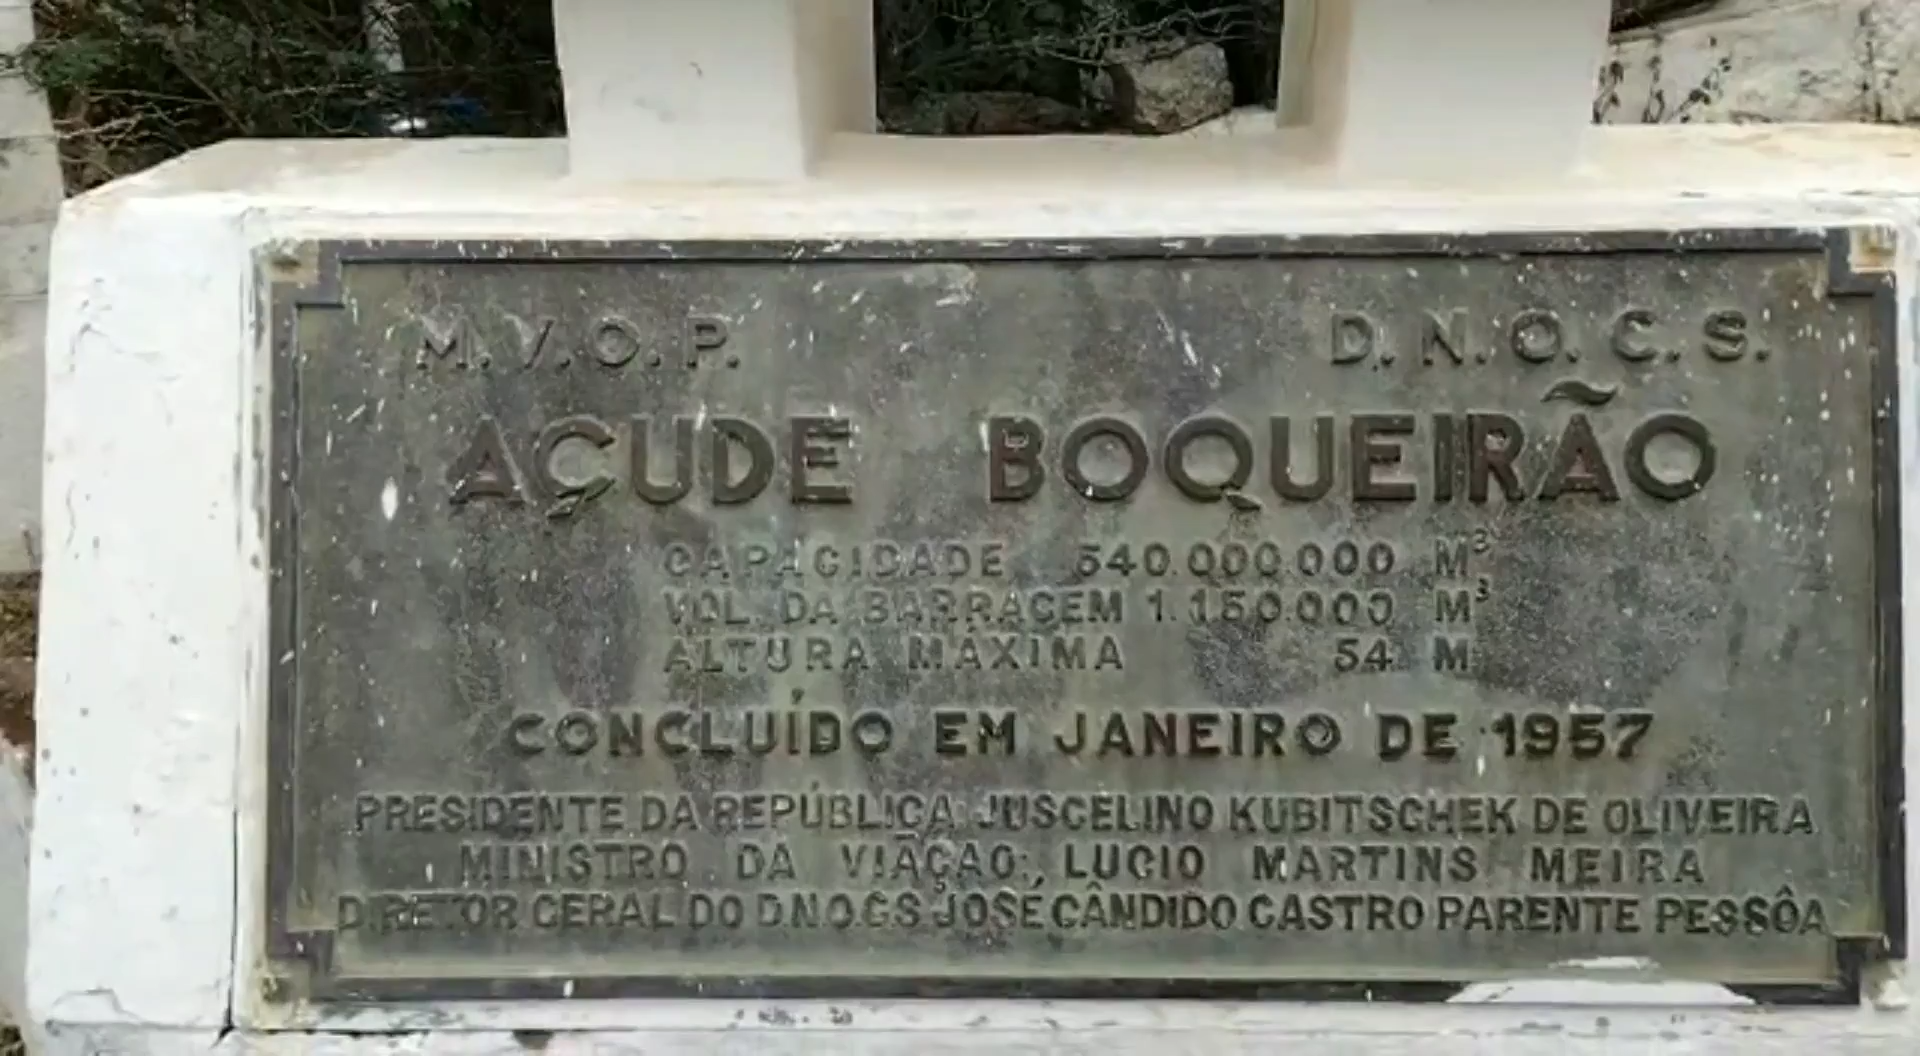 M.V.O.P. D.N.O.C.S.
AÇUDE BOQUEIRÃO
CAPACIDADE 540.000.000 M³
VOL. DA BARRAGEM 1.150.000 M³
ALTURA MÁXIMA 54 M
CONCLUÍDO EM JANEIRO DE 1957
PRESIDENTE DA REPÚBLICA JUSCELINO KUBITSCHEK DE OLIVEIRA
MINISTRO DA VIAÇÃO, LUCIO MARTINS MEIRA
DIRETOR GERAL DO D.N.O.C.S JOSÉ CÂNDIDO CASTRO PARENTE PESSÔA